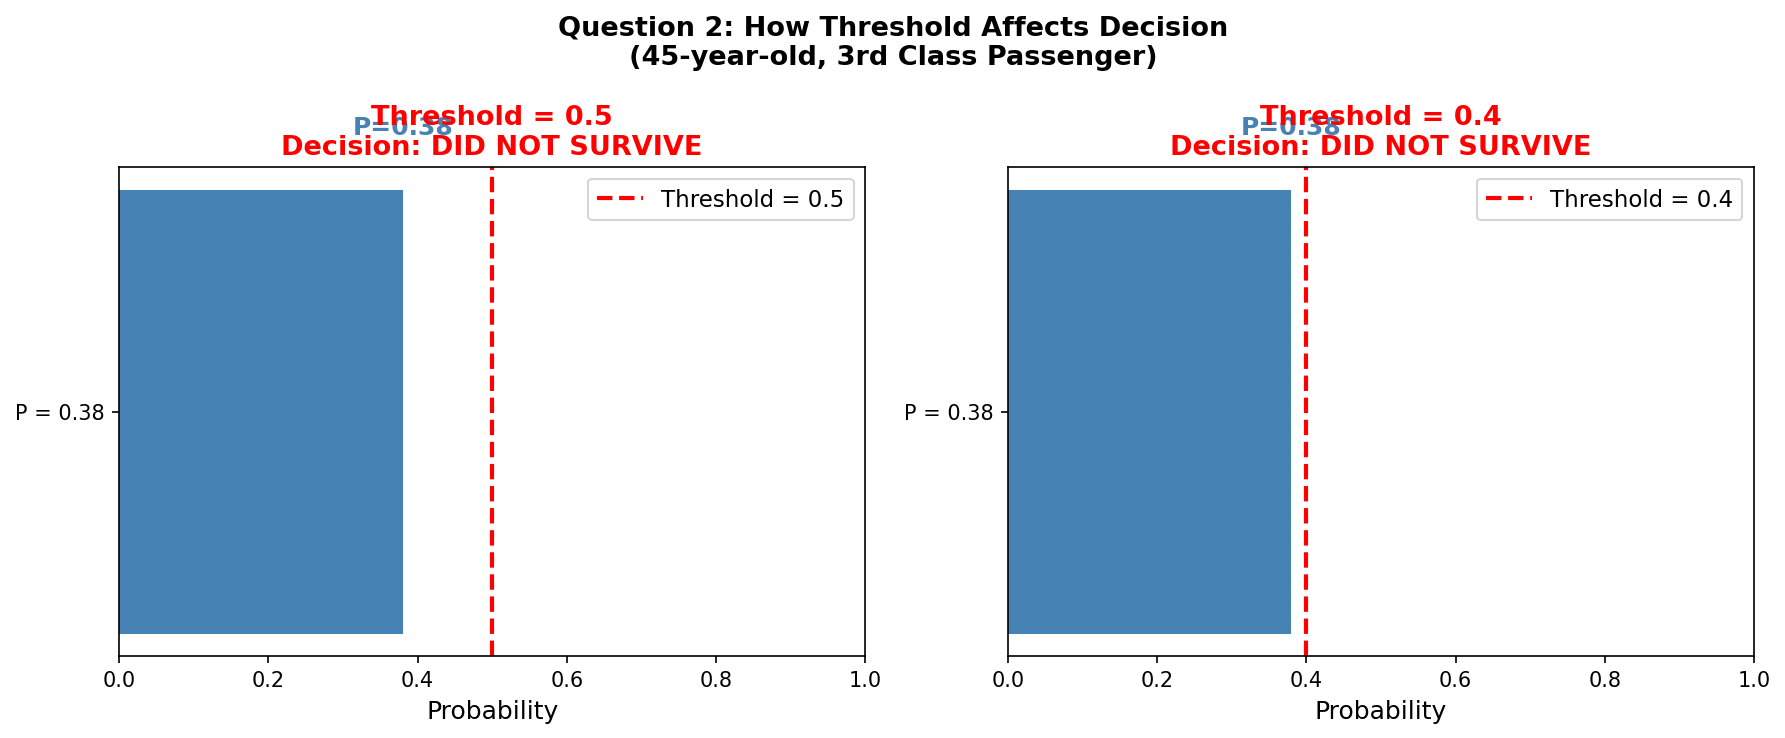 Question 2: How Threshold Affects Decision
(45-year-old, 3rd Class Passenger)
Threshold = 0.5
P=0.38
Decision: DID NOT SURVIVE
Threshold = 0.5
P = 0.38
0.0 0.2 0.4 0.6 0.8 1.0
Probability
Threshold = 0.4
P=0.38
Decision: DID NOT SURVIVE
Threshold = 0.4
P = 0.38
0.0 0.2 0.4 0.6 0.8 1.0
Probability